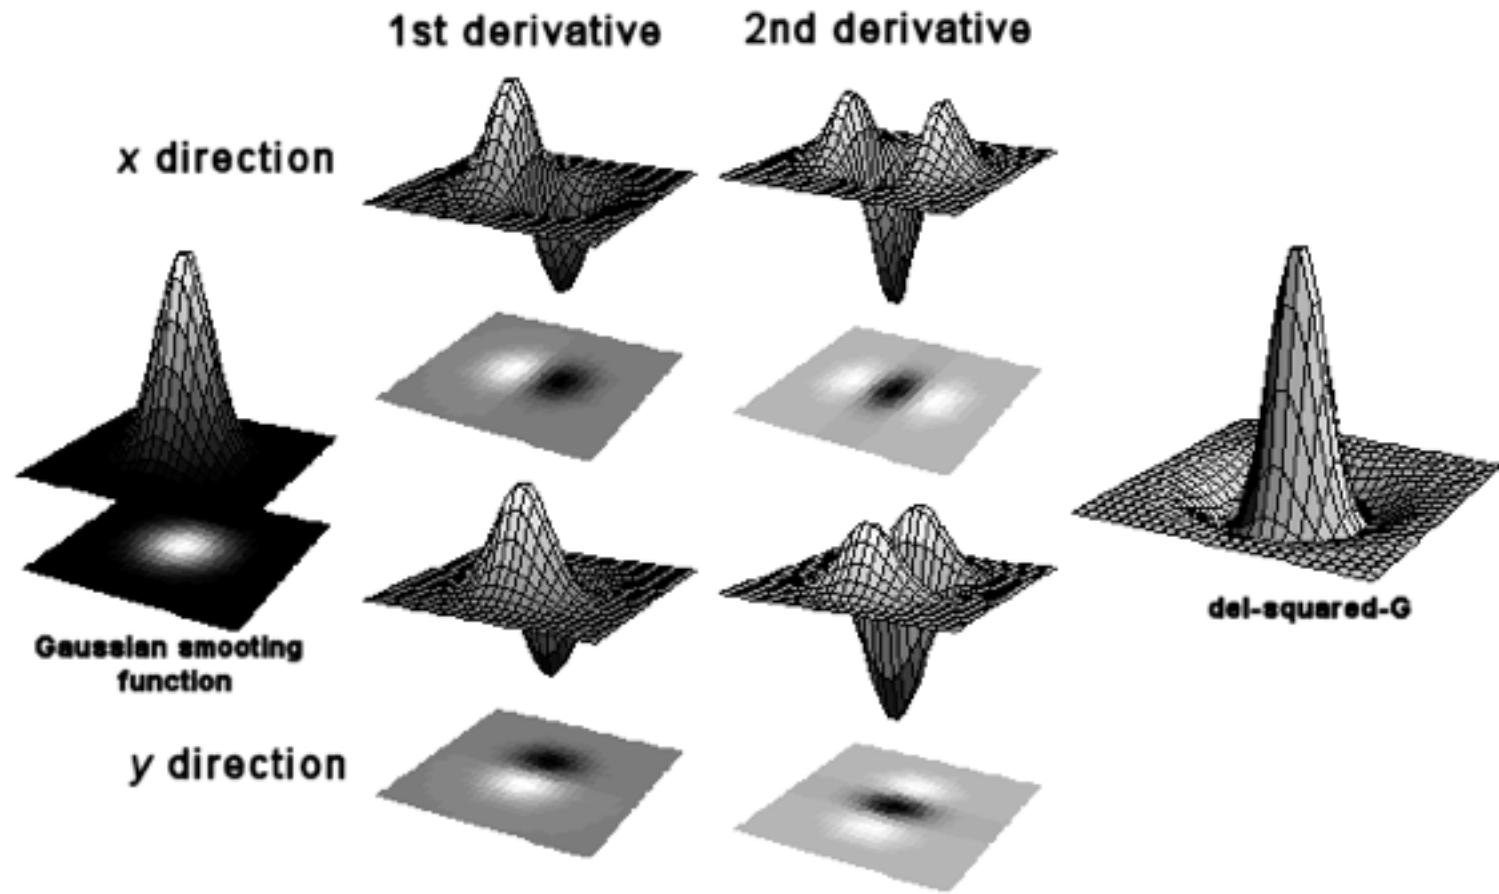 1st derivative
2nd derivative
x direction
del-squared-G
Gaussian smooting
function
y direction